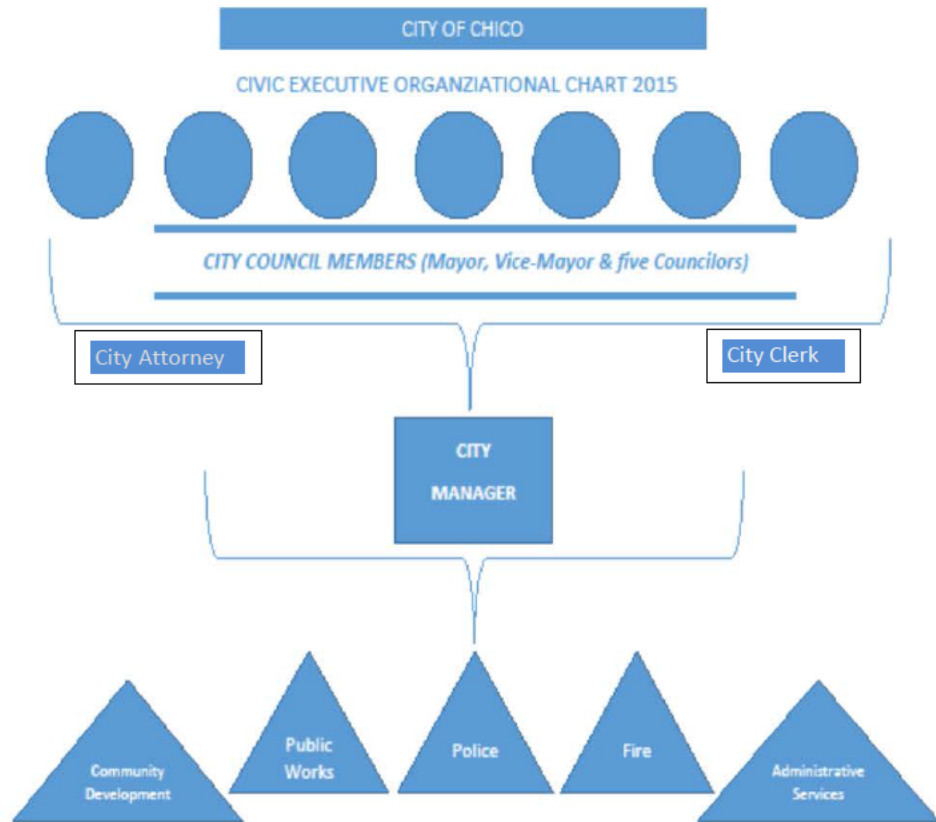 CITY OF CHICO
CIVIC EXECUTIVE ORGANZIATIONAL CHART 2015
CITY COUNCIL MEMBERS (Mayor, Vice-Mayor & five Councilors)
City Attorney
City Clerk
CITY
MANAGER
Community
Development
Public
Works
Police
Fire
Administrative
Services